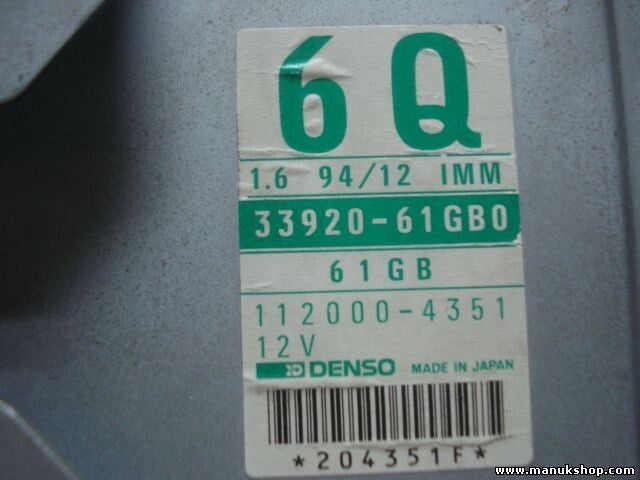 6Q
1.6 94/12 IMM
33920-61GB0
61GB
112000-4351
12V
DENSO MADE IN JAPAN
*204351F*
www.manukshop.com